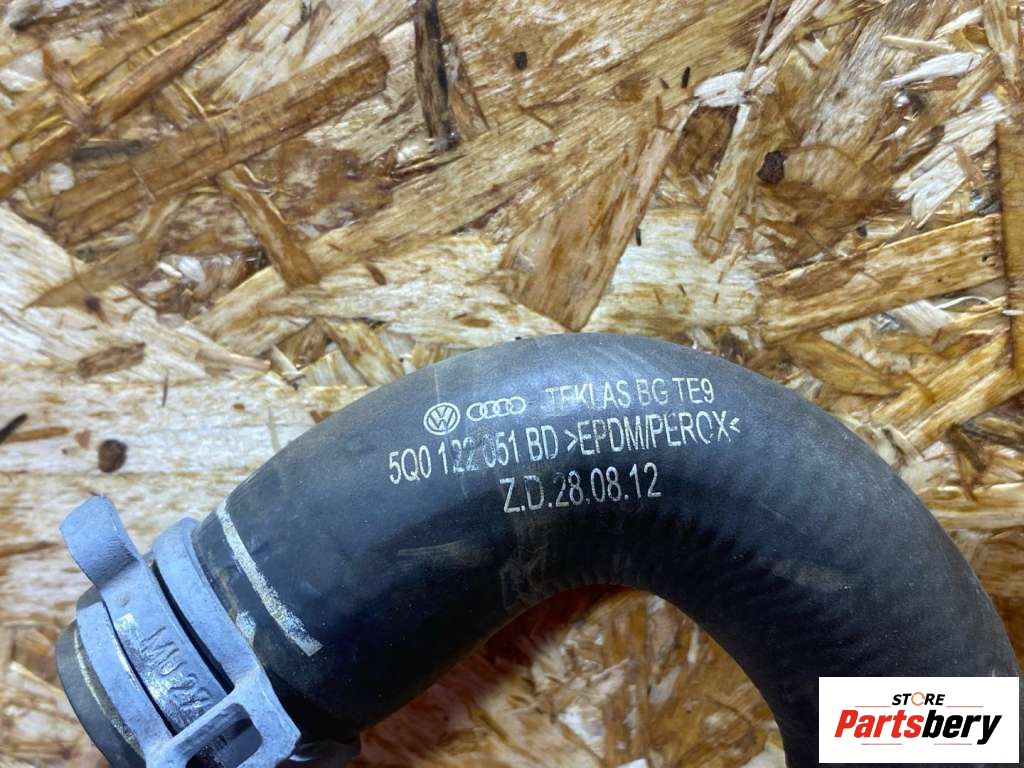 TEKLAS BG TE9
5Q0 122 051 BD >EPDM/PEROX<
Z.D.28.08.12
STORE
Partsbery